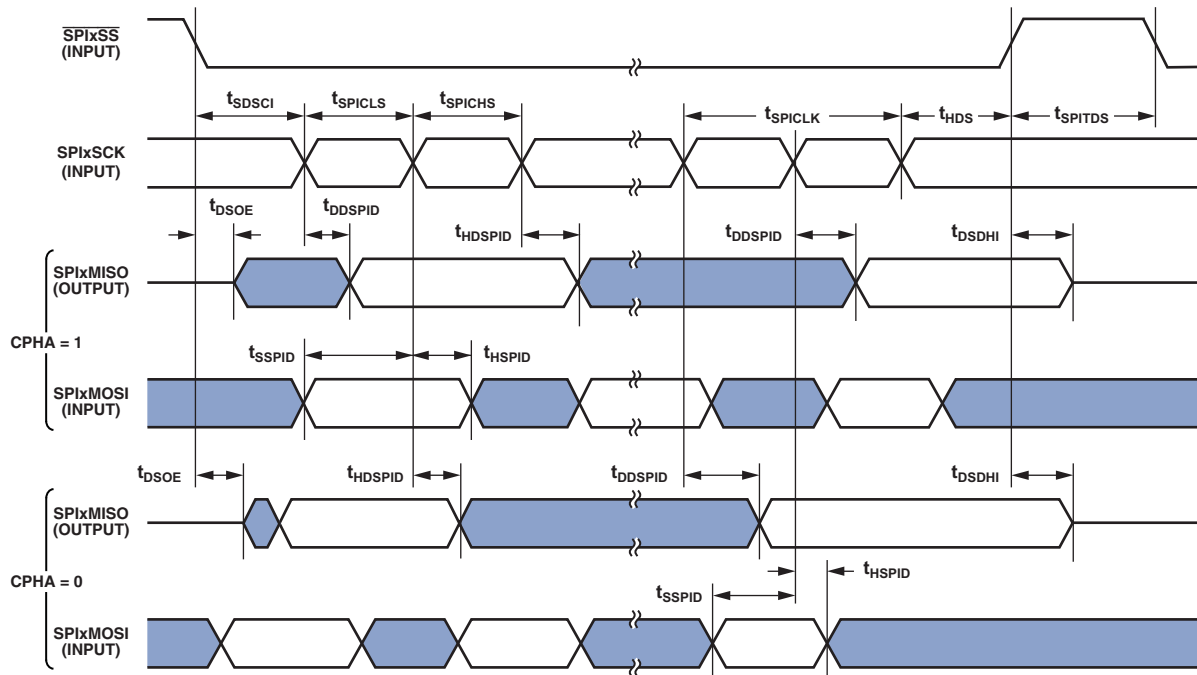 SPIxSS
(INPUT)
tSDSCI tSPICLS tSPICHS tSPICLK tHDS tSPITDS
SPIxSCK
(INPUT)
tDSOE tDDSPID tHDSPID tDDSPID tDSDHI
SPIxMISO
(OUTPUT)
CPHA = 1
tSSPID tHSPID
SPIxMOSI
(INPUT)
tDSOE tHDSPID tDDSPID tDSDHI
SPIxMISO
(OUTPUT)
CPHA = 0
tHSPID
tSSPID
SPIxMOSI
(INPUT)